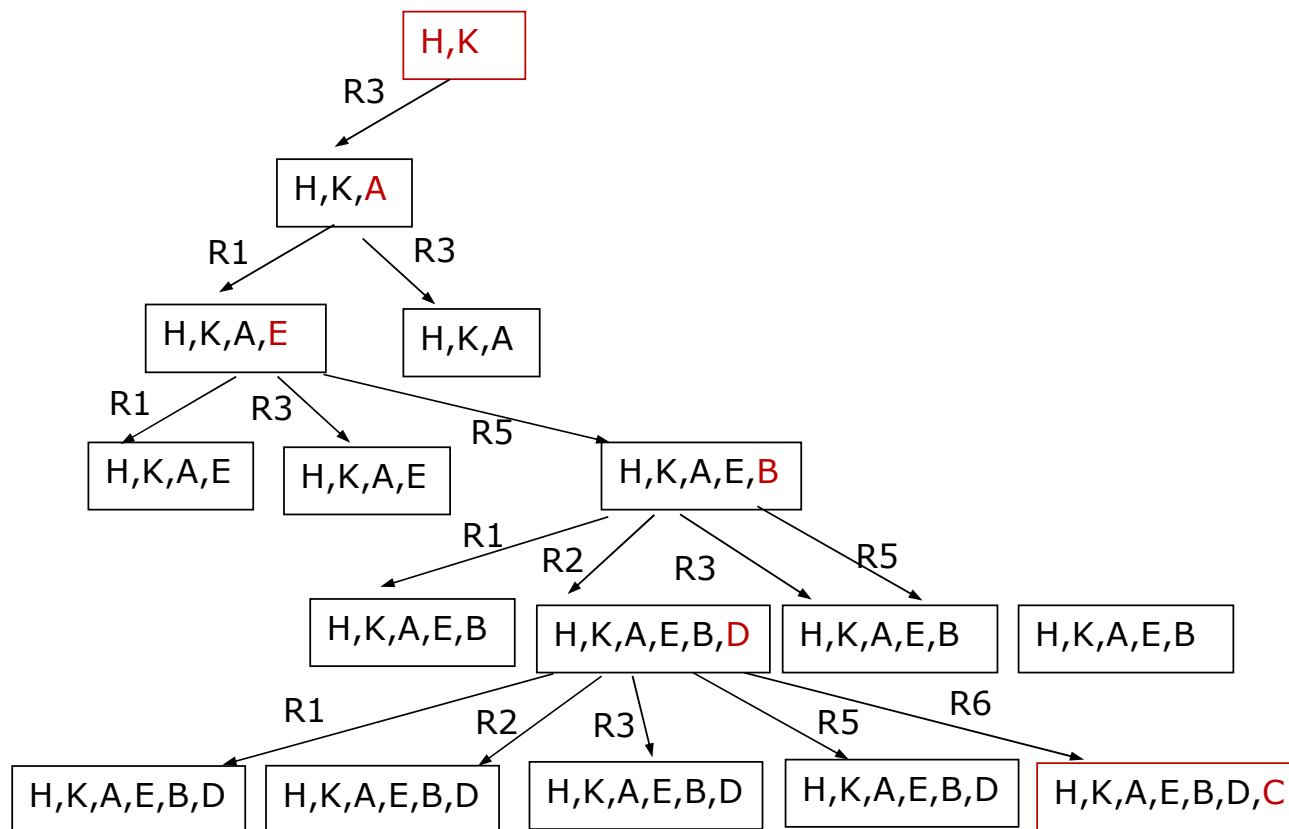 H,K
R3
H,K,A
R1
R3
H,K,A,E
H,K,A
R1
R3
R5
H,K,A,E
H,K,A,E
H,K,A,E,B
R1
R2
R3
R5
H,K,A,E,B
H,K,A,E,B,D
H,K,A,E,B
H,K,A,E,B
R1
R2
R3
R5
R6
H,K,A,E,B,D
H,K,A,E,B,D
H,K,A,E,B,D
H,K,A,E,B,D
H,K,A,E,B,D,C